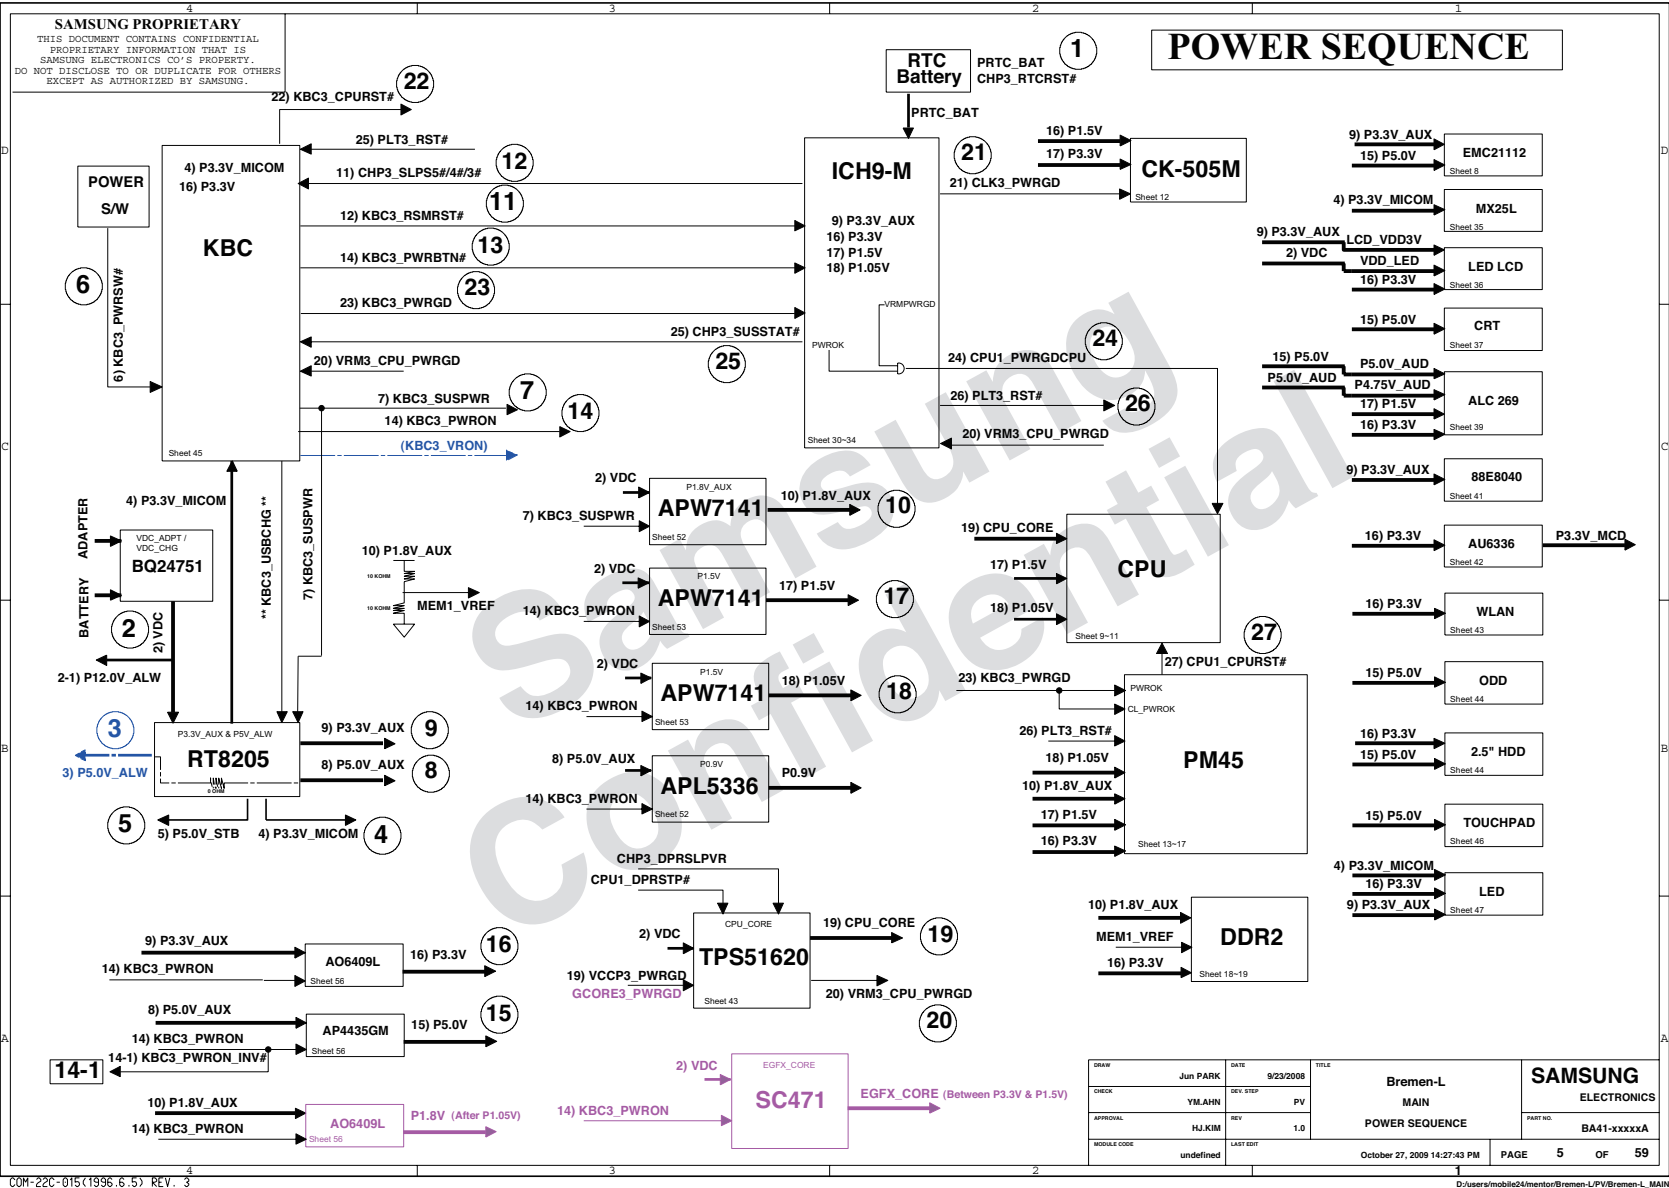 4
3
2
1
SAMSUNG PROPRIETARY
THIS DOCUMENT CONTAINS CONFIDENTIAL
PROPRIETARY INFORMATION THAT IS
SAMSUNG ELECTRONICS CO'S PROPERTY.
DO NOT DISCLOSE TO OR DUPLICATE FOR OTHERS
EXCEPT AS AUTHORIZED BY SAMSUNG.
POWER SEQUENCE
Samsung
Confidential
RTC
Battery
PRTC_BAT
CHP3_RTCRST#
1
PRTC_BAT
22) KBC3_CPURST#
22
25) PLT3_RST#
11) CHP3_SLPS5#/4#/3#
12
11
12) KBC3_RSMRST#
13
14) KBC3_PWRBTN#
23
23) KBC3_PWRGD
25) CHP3_SUSSTAT#
25
20) VRM3_CPU_PWRGD
7) KBC3_SUSPWR
7
14) KBC3_PWRON
14
(KBC3_VRON)
POWER
S/W
6
6) KBC3_PWRSW#
4) P3.3V_MICOM
16) P3.3V
KBC
Sheet 45
ICH9-M
9) P3.3V_AUX
16) P3.3V
17) P1.5V
18) P1.05V
VRMPWRGD
PWROK
Sheet 30~34
21
21) CLK3_PWRGD
16) P1.5V
17) P3.3V
CK-505M
Sheet 12
24) CPU1_PWRGDCPU
24
26) PLT3_RST#
26
20) VRM3_CPU_PWRGD
4) P3.3V_MICOM
** KBC3_USBCHG **
7) KBC3_SUSPWR
ADAPTER
BATTERY
VDC_ADPT /
VDC_CHG
BQ24751
2
2) VDC
2-1) P12.0V_ALW
3
3) P5.0V_ALW
P3.3V_AUX & P5V_ALW
RT8205
0 OHM
9) P3.3V_AUX
9
8) P5.0V_AUX
8
5
5) P5.0V_STB
4) P3.3V_MICOM
4
10) P1.8V_AUX
10 KOHM
10 KOHM
MEM1_VREF
2) VDC
7) KBC3_SUSPWR
P1.8V_AUX
APW7141
Sheet 52
10) P1.8V_AUX
10
2) VDC
14) KBC3_PWRON
P1.5V
APW7141
Sheet 53
17) P1.5V
17
2) VDC
14) KBC3_PWRON
P1.5V
APW7141
Sheet 53
18) P1.05V
18
8) P5.0V_AUX
14) KBC3_PWRON
P0.9V
APL5336
Sheet 52
P0.9V
19) CPU_CORE
17) P1.5V
18) P1.05V
CPU
Sheet 9~11
27
27) CPU1_CPURST#
23) KBC3_PWRGD
PWROK
CL_PWROK
26) PLT3_RST#
18) P1.05V
10) P1.8V_AUX
17) P1.5V
16) P3.3V
PM45
Sheet 13~17
CHP3_DPRSLPVR
CPU1_DPRSTP#
2) VDC
19) VCCP3_PWRGD
GCORE3_PWRGD
CPU_CORE
TPS51620
Sheet 43
19) CPU_CORE
19
20) VRM3_CPU_PWRGD
20
10) P1.8V_AUX
MEM1_VREF
16) P3.3V
DDR2
Sheet 18~19
9) P3.3V_AUX
14) KBC3_PWRON
AO6409L
Sheet 56
16) P3.3V
16
8) P5.0V_AUX
14) KBC3_PWRON
14-1) KBC3_PWRON_INV#
14-1
AP4435GM
Sheet 56
15) P5.0V
15
10) P1.8V_AUX
14) KBC3_PWRON
AO6409L
Sheet 56
P1.8V (After P1.05V)
2) VDC
14) KBC3_PWRON
EGFX_CORE
SC471
EGFX_CORE (Between P3.3V & P1.5V)
9) P3.3V_AUX
15) P5.0V
EMC21112
Sheet 8
4) P3.3V_MICOM
MX25L
Sheet 35
9) P3.3V_AUX
LCD_VDD3V
2) VDC
VDD_LED
16) P3.3V
LED LCD
Sheet 36
15) P5.0V
CRT
Sheet 37
15) P5.0V
P5.0V_AUD
P5.0V_AUD
P4.75V_AUD
17) P1.5V
16) P3.3V
ALC 269
Sheet 39
9) P3.3V_AUX
88E8040
Sheet 41
16) P3.3V
AU6336
Sheet 42
P3.3V_MCD
16) P3.3V
WLAN
Sheet 43
15) P5.0V
ODD
Sheet 44
16) P3.3V
15) P5.0V
2.5" HDD
Sheet 44
15) P5.0V
TOUCHPAD
Sheet 46
4) P3.3V_MICOM
16) P3.3V
9) P3.3V_AUX
LED
Sheet 47
D
C
B
A
D
C
B
A
DRAW
Jun PARK
DATE
9/23/2008
TITLE
Bremen-L
MAIN
POWER SEQUENCE
SAMSUNG
ELECTRONICS
CHECK
YM.AHN
DEV. STEP
PV
APPROVAL
HJ.KIM
REV
1.0
PART NO.
BA41-xxxxxA
MODULE CODE
undefined
LAST EDIT
October 27, 2009 14:27:43 PM
PAGE 5 OF 59
4
3
2
1
COM-22C-015(1996.6.5) REV. 3
D:/users/mobile24/mentor/Bremen-L/PV/Bremen-L_MAIN